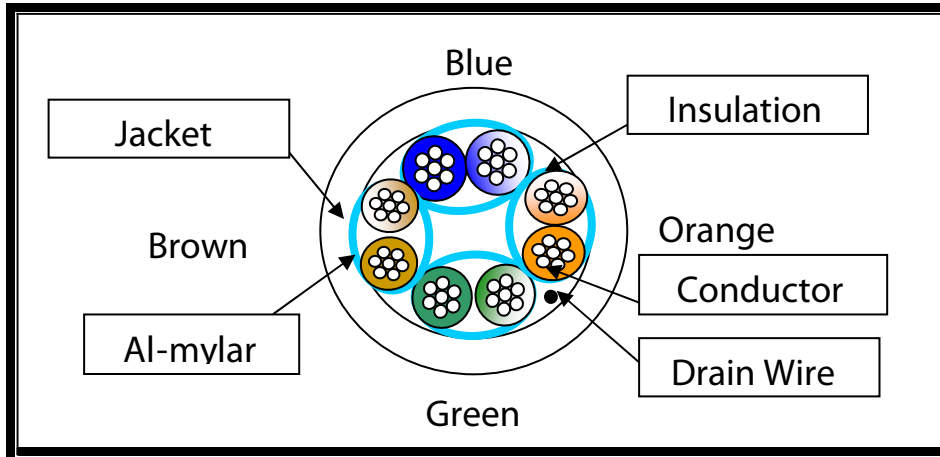 Blue
Insulation
Jacket
Brown
Orange
Conductor
Al-mylar
Drain Wire
Green